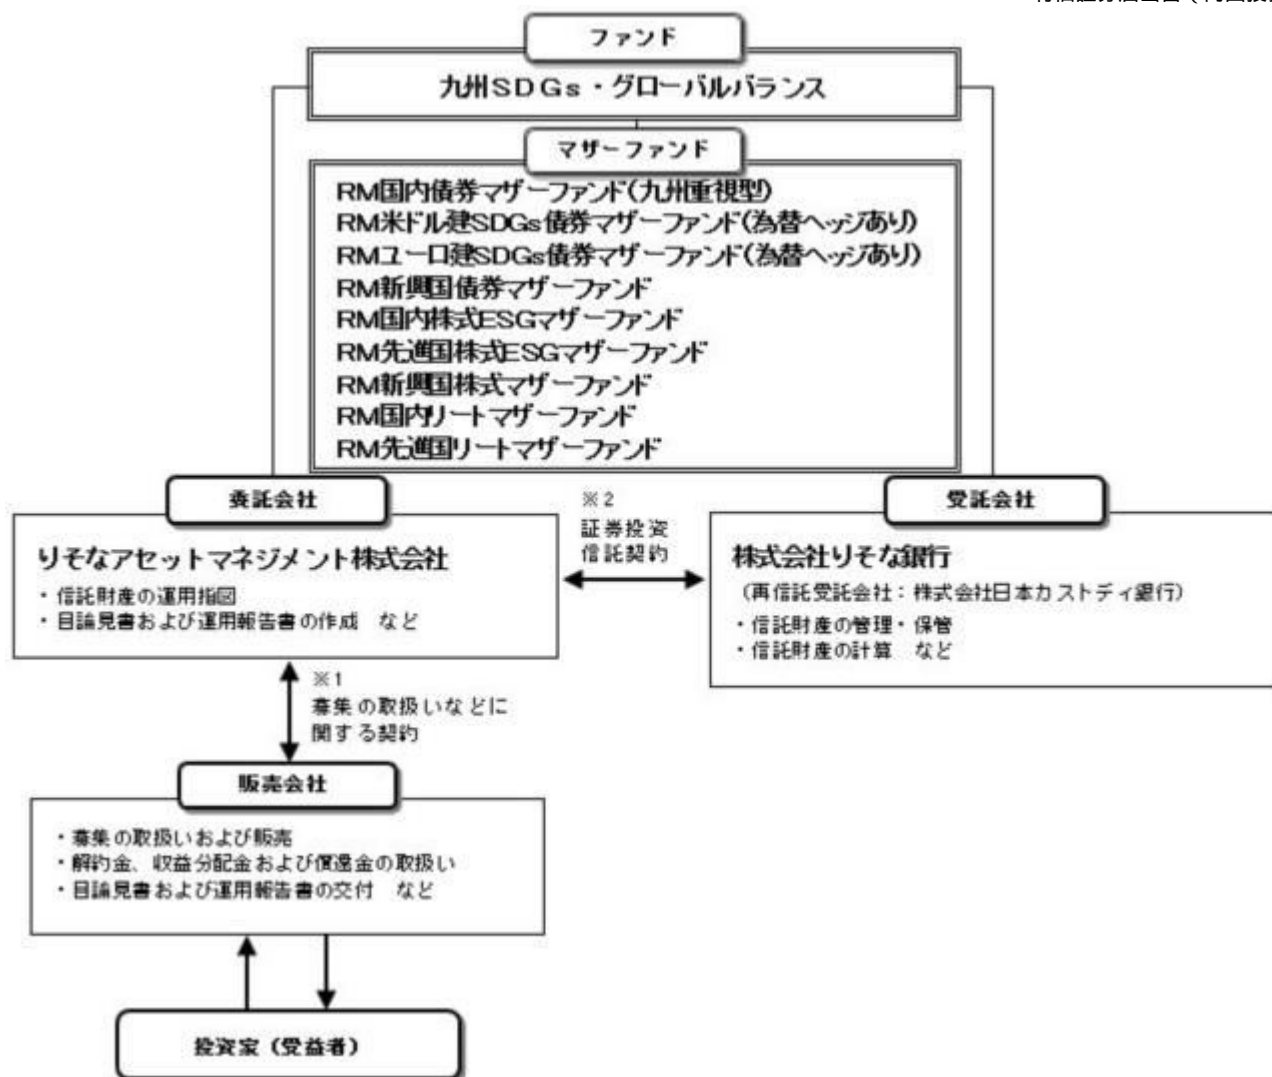 ファンド
九州SDGs・グローバルバランス
マザーファンド
RM国内債券マザーファンド(九州重視型)
RM米ドル建SDGs債券マザーファンド(為替ヘッジあり)
RMユーロ建SDGs債券マザーファンド(為替ヘッジあり)
RM新興国債券マザーファンド
RM国内株式ESGマザーファンド
RM先進国株式ESGマザーファンド
RM新興国株式マザーファンド
RM国内リートマザーファンド
RM先進国リートマザーファンド
委託会社
りそなアセットマネジメント株式会社
・信託財産の運用指図
・目論見書および運用報告書の作成 など
※2
証券投資
信託契約
受託会社
株式会社りそな銀行
(再信託受託会社:株式会社日本カストディ銀行)
・信託財産の管理・保管
・信託財産の計算 など
※1
募集の取扱いなどに
関する契約
販売会社
・募集の取扱いおよび販売
・解約金、収益分配金および償還金の取扱い
・目論見書および運用報告書の交付 など
投資家(受益者)